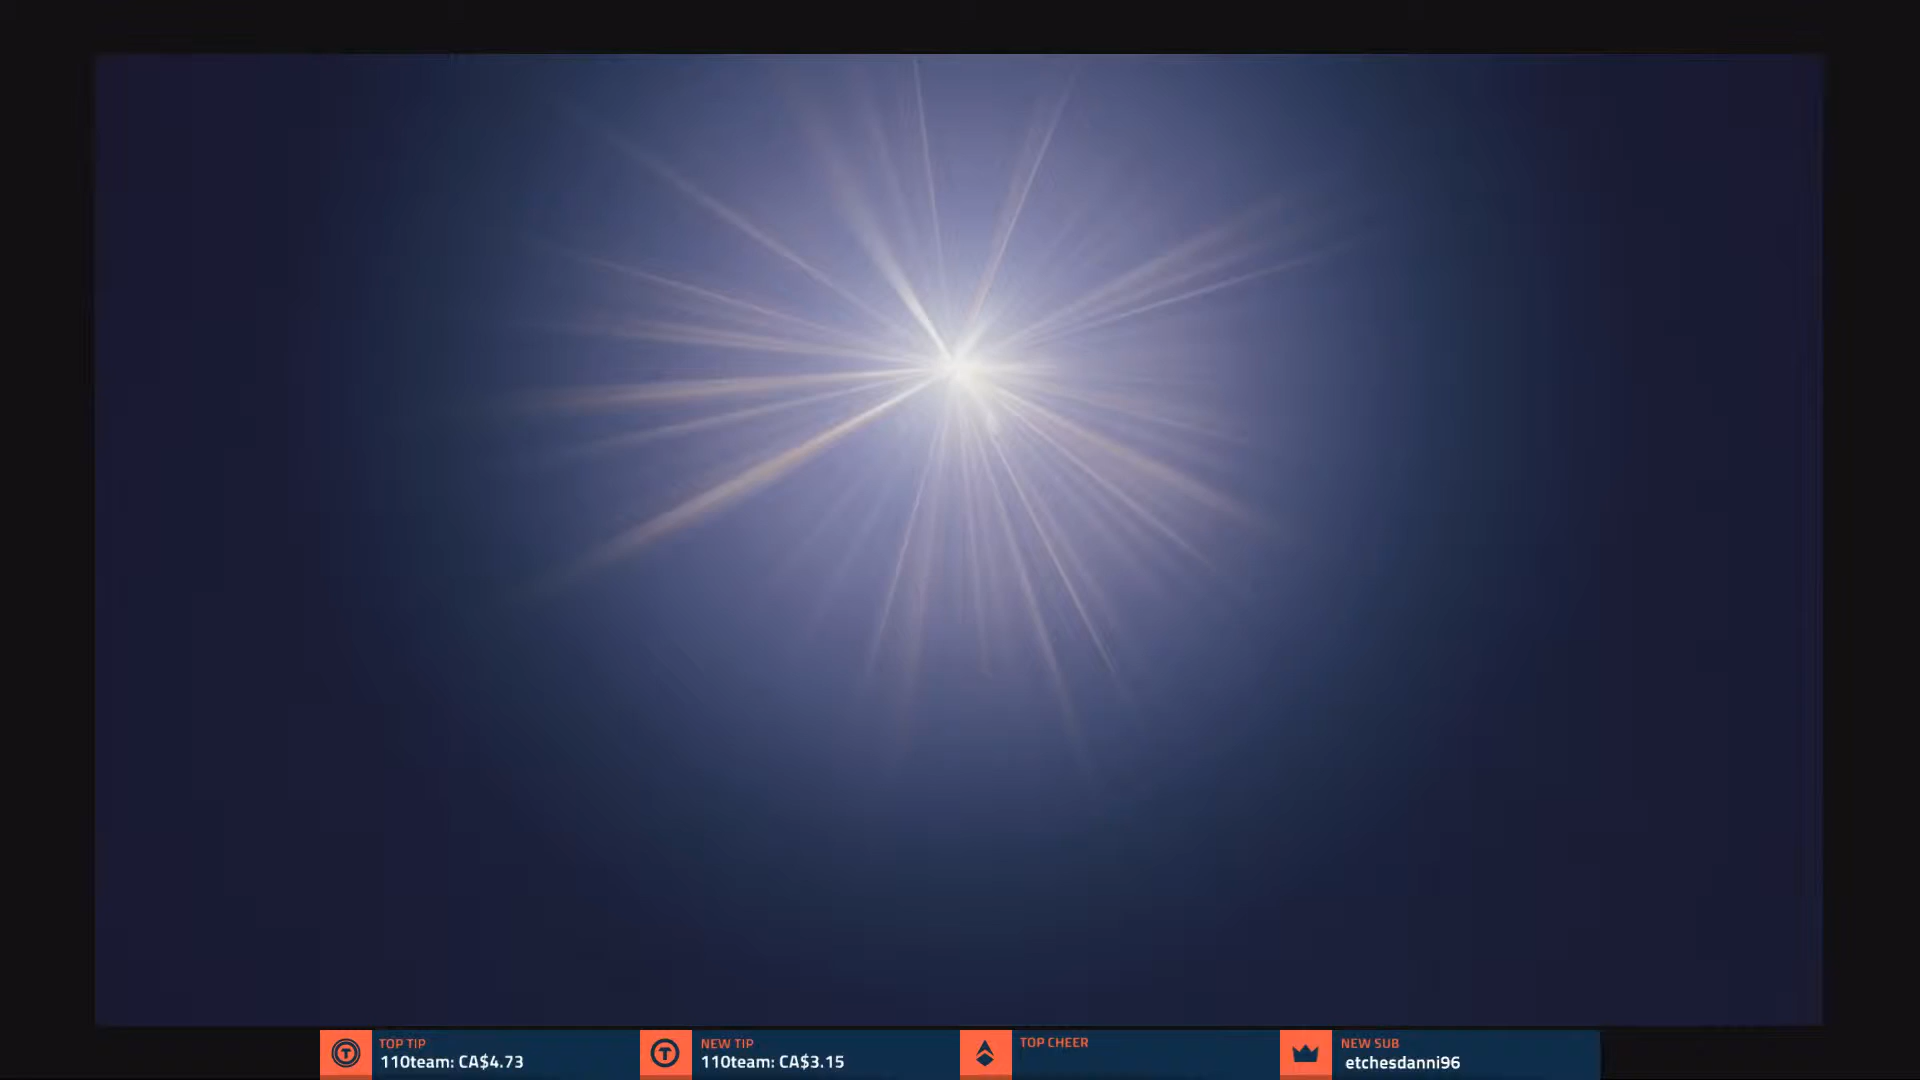 TOP TIP
110team: CA$4.73
NEW TIP
110team: CA$3.15
TOP CHEER
NEW SUB
etchesdanni96